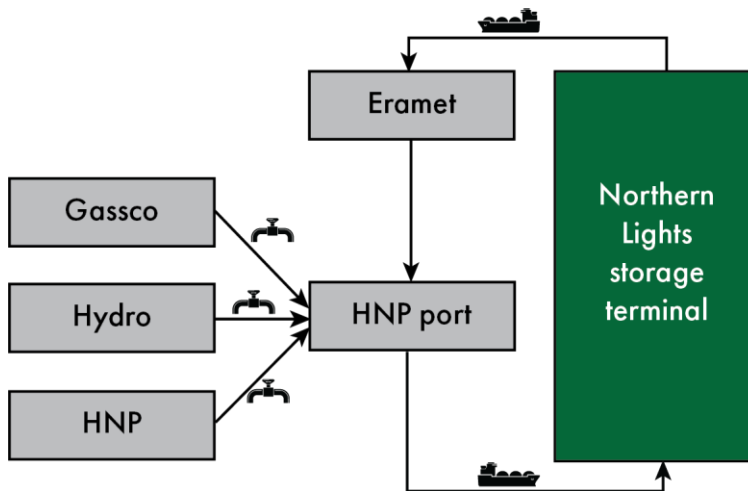 Eramet
Gassco
Hydro
HNP
HNP port
Northern
Lights
storage
terminal